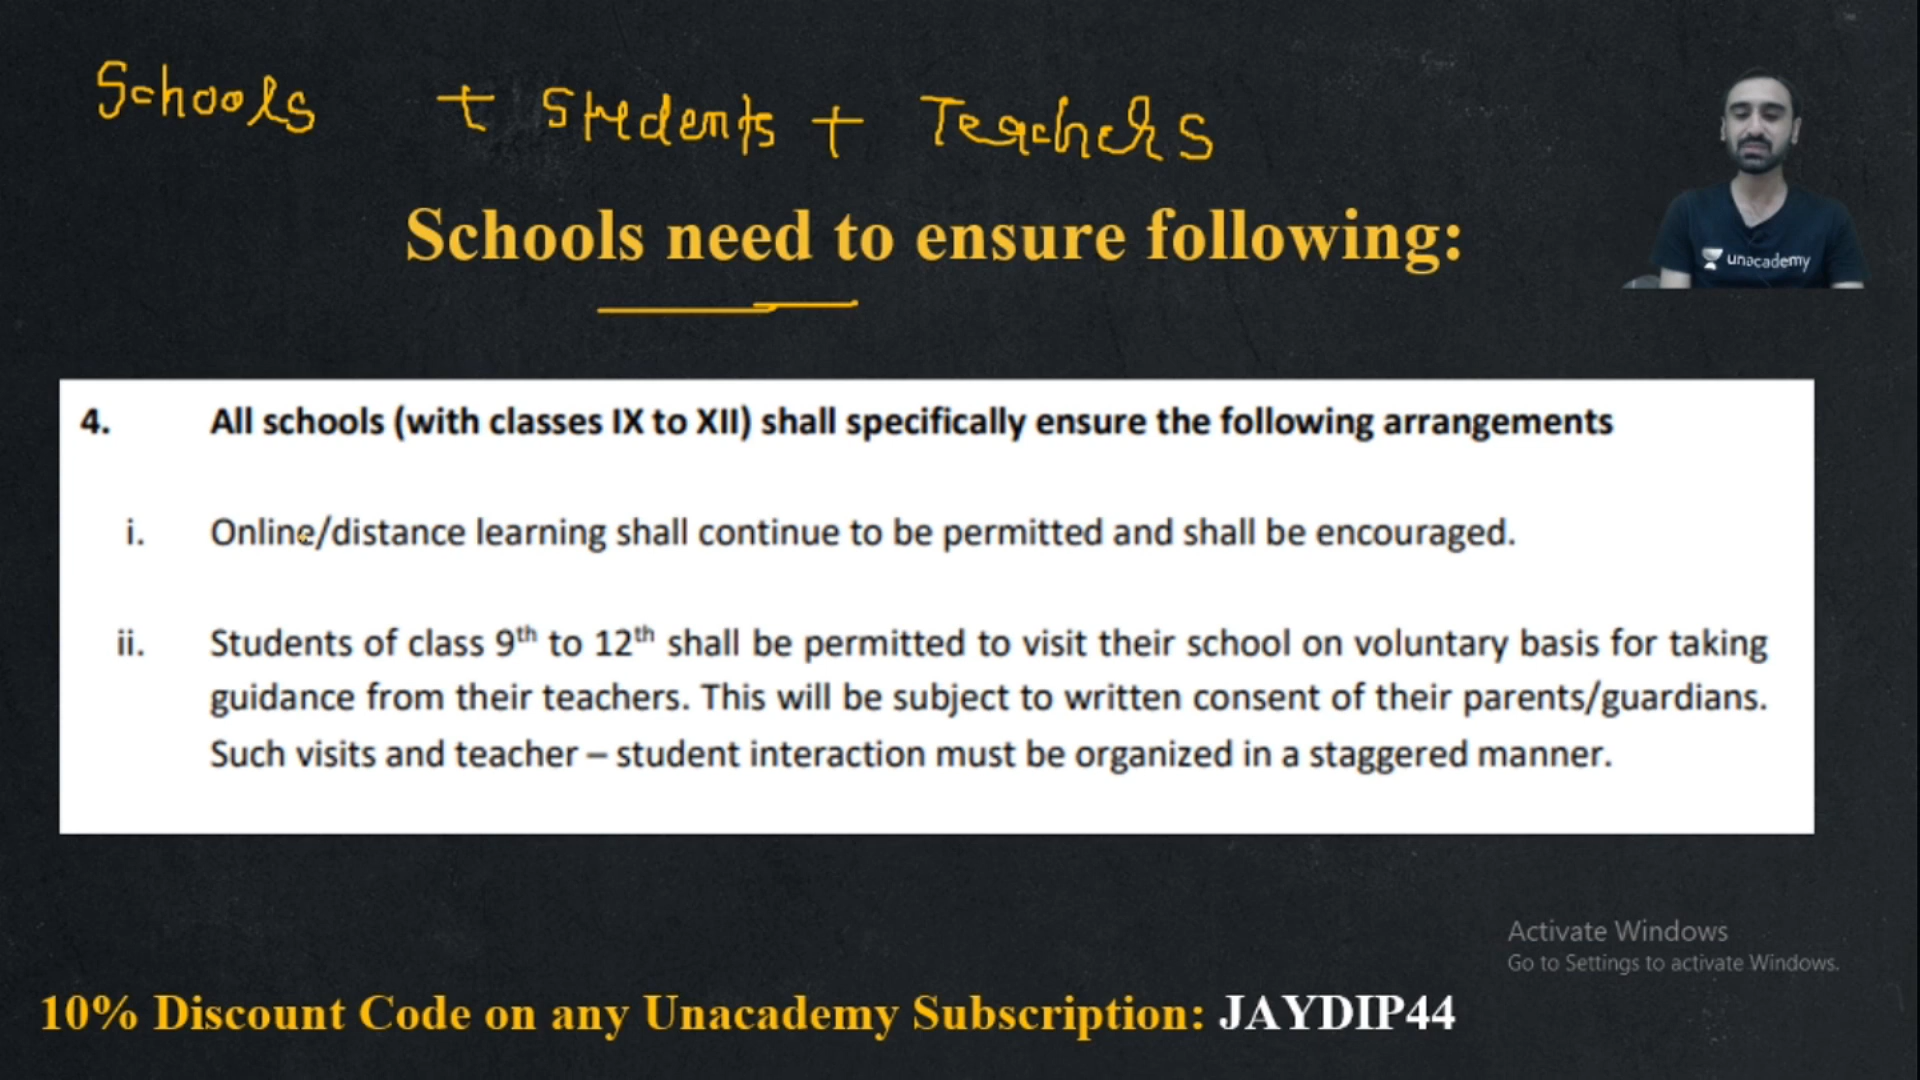 Schools + Students + Teachers
Schools need to ensure following:
unacademy
4. All schools (with classes IX to XII) shall specifically ensure the following arrangements
i. Online/distance learning shall continue to be permitted and shall be encouraged.
ii. Students of class 9th to 12th shall be permitted to visit their school on voluntary basis for taking
guidance from their teachers. This will be subject to written consent of their parents/guardians.
Such visits and teacher – student interaction must be organized in a staggered manner.
Activate Windows
Go to Settings to activate Windows.
10% Discount Code on any Unacademy Subscription: JAYDIP44